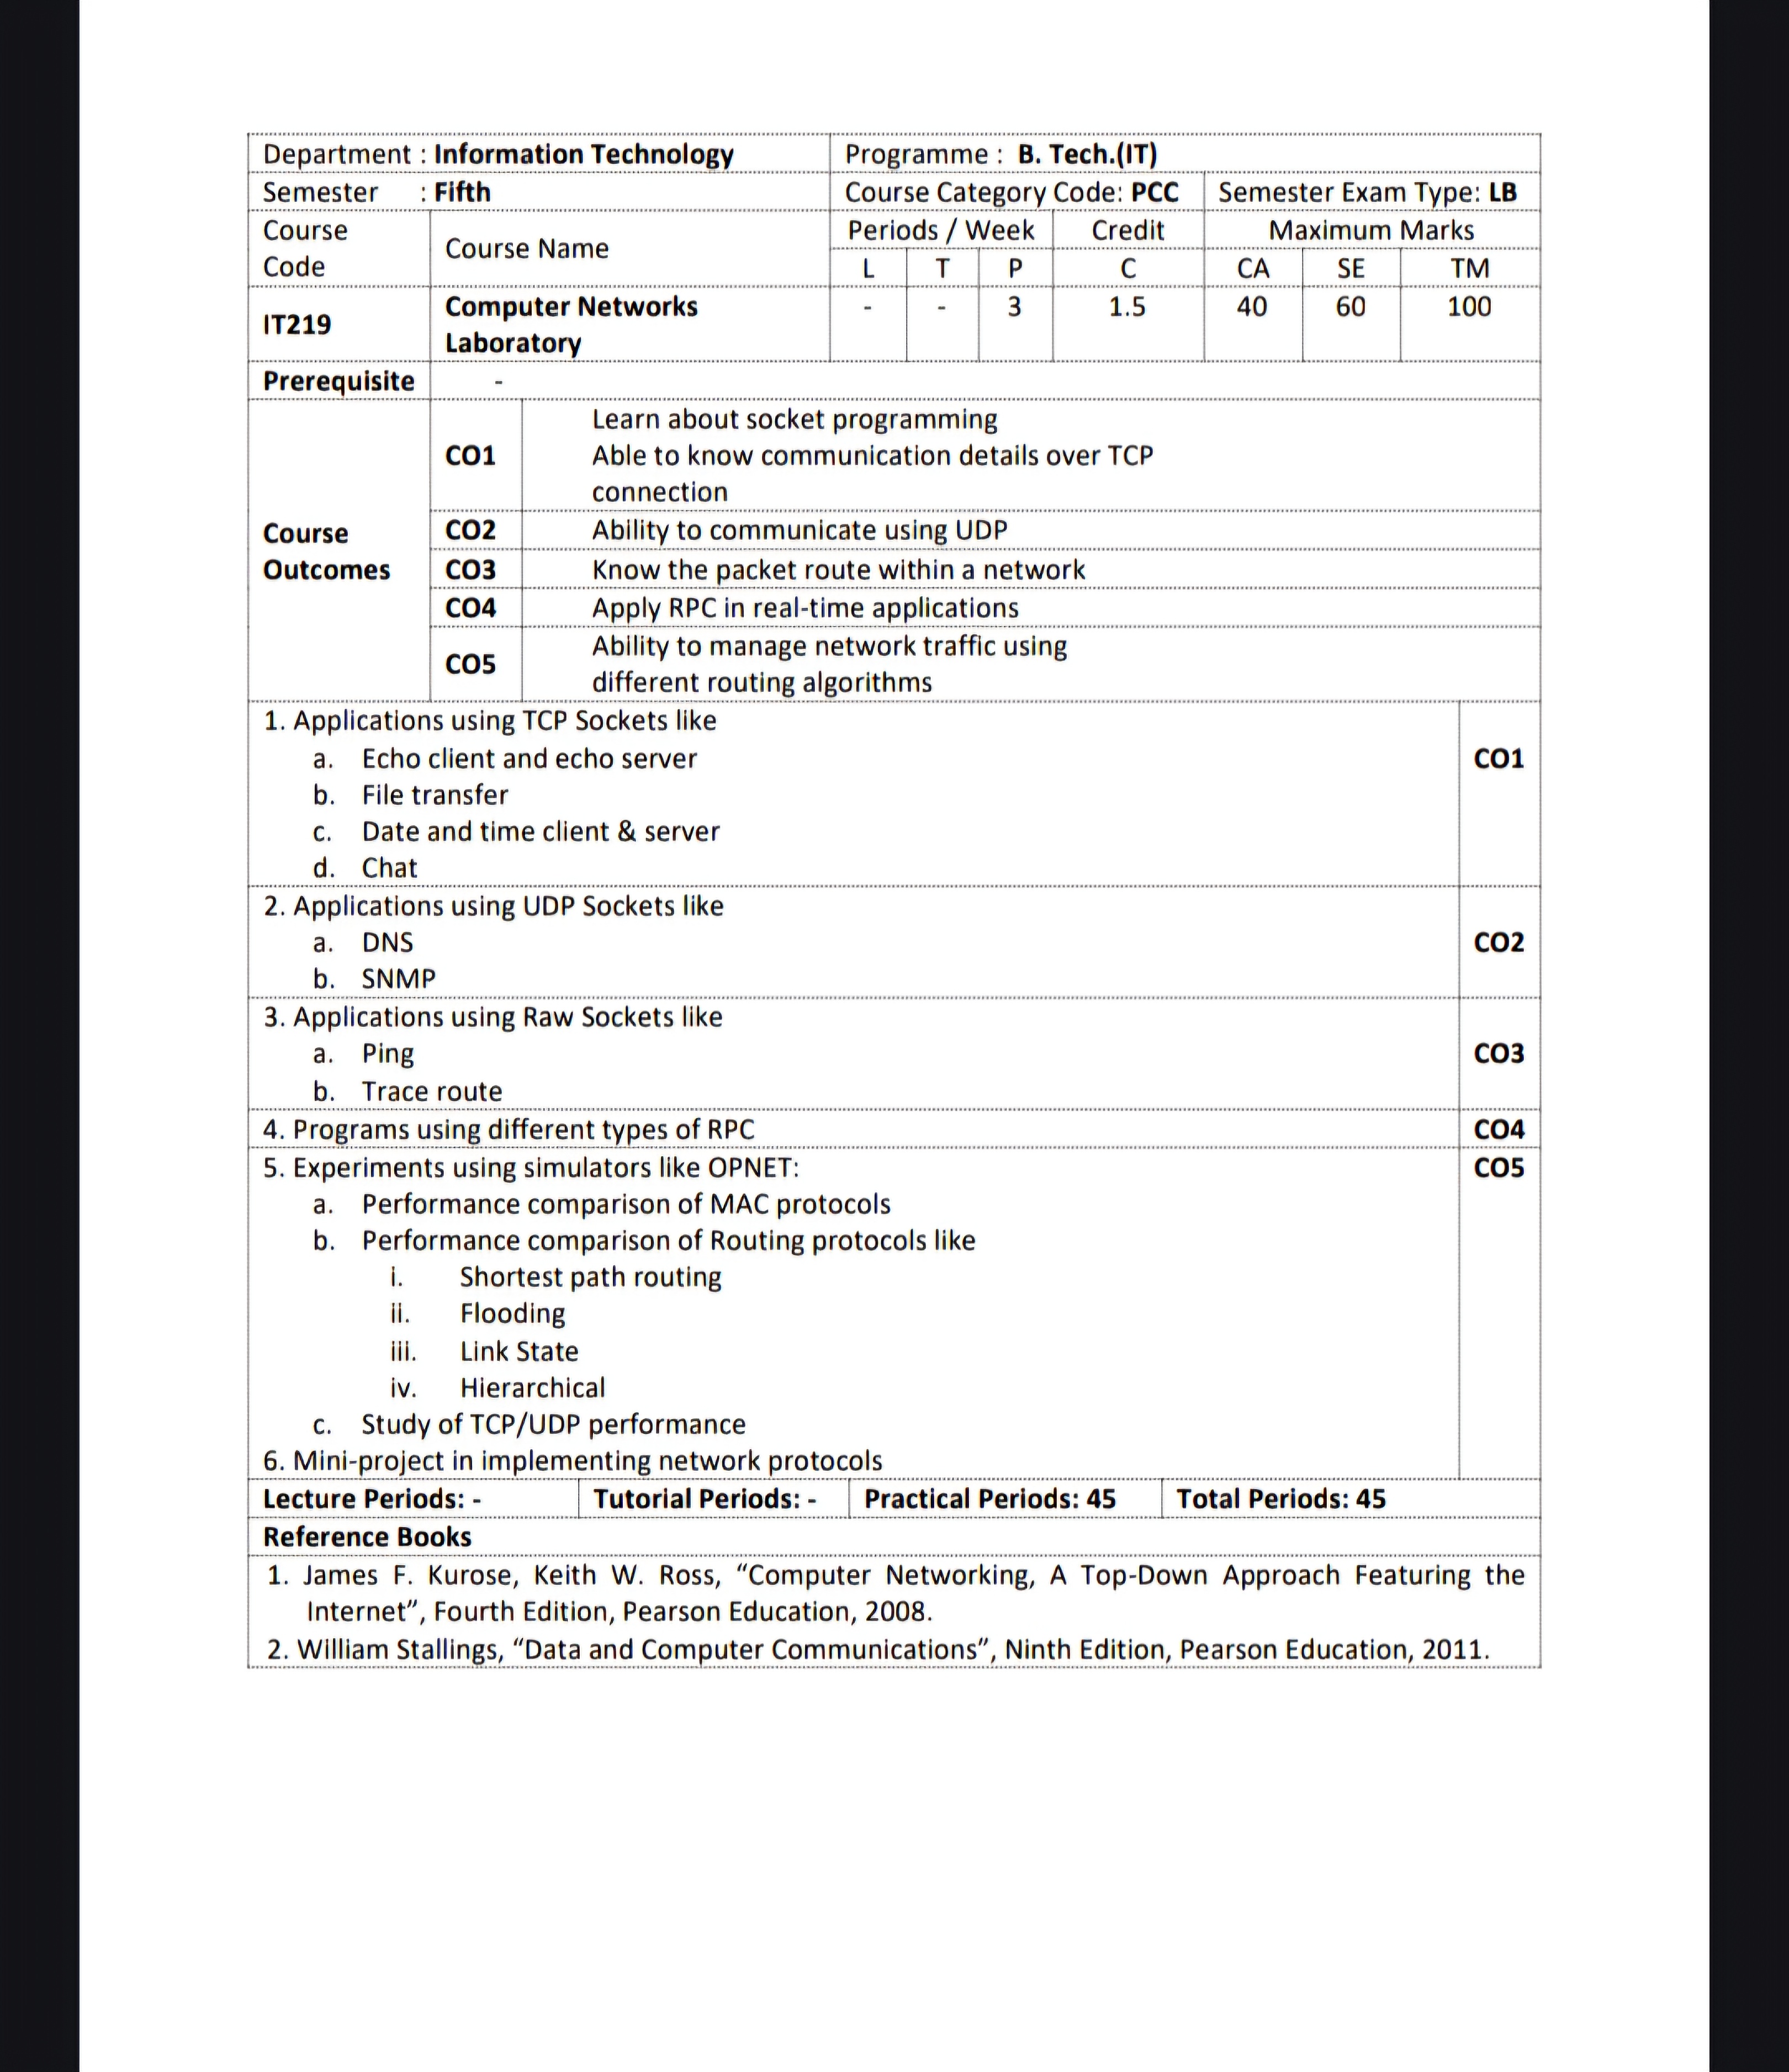 Department : Information Technology Programme : B. Tech.(IT)
Semester : Fifth Course Category Code: PCC Semester Exam Type: LB
Course Code Course Name Periods / Week Credit Maximum Marks
L T P C CA SE TM
IT219 Computer Networks Laboratory - - 3 1.5 40 60 100
Prerequisite -
Course Outcomes
CO1 Learn about socket programming
Able to know communication details over TCP
connection
CO2 Ability to communicate using UDP
CO3 Know the packet route within a network
CO4 Apply RPC in real-time applications
CO5 Ability to manage network traffic using
different routing algorithms
1. Applications using TCP Sockets like
a. Echo client and echo server CO1
b. File transfer
c. Date and time client & server
d. Chat
2. Applications using UDP Sockets like
a. DNS CO2
b. SNMP
3. Applications using Raw Sockets like
a. Ping CO3
b. Trace route
4. Programs using different types of RPC CO4
5. Experiments using simulators like OPNET: CO5
a. Performance comparison of MAC protocols
b. Performance comparison of Routing protocols like
i. Shortest path routing
ii. Flooding
iii. Link State
iv. Hierarchical
c. Study of TCP/UDP performance
6. Mini-project in implementing network protocols
Lecture Periods: - Tutorial Periods: - Practical Periods: 45 Total Periods: 45
Reference Books
1. James F. Kurose, Keith W. Ross, “Computer Networking, A Top-Down Approach Featuring the
Internet”, Fourth Edition, Pearson Education, 2008.
2. William Stallings, “Data and Computer Communications”, Ninth Edition, Pearson Education, 2011.